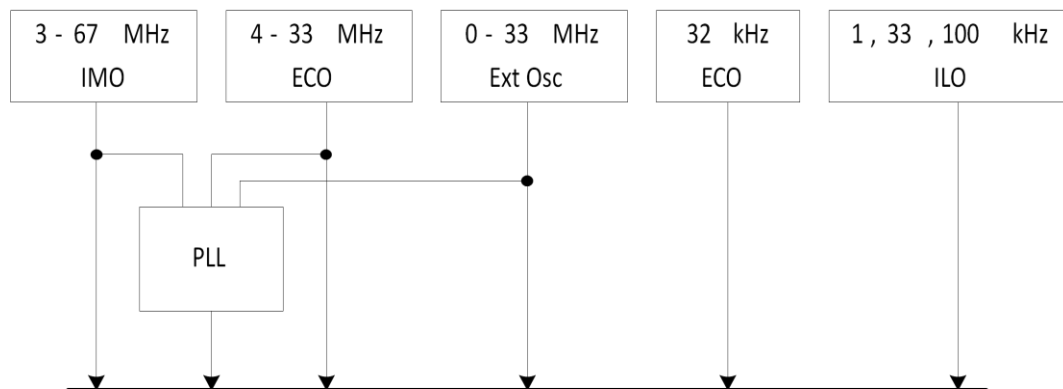 3 - 67 MHz
IMO
4 - 33 MHz
ECO
0 - 33 MHz
Ext Osc
32 kHz
ECO
1 , 33 , 100 kHz
ILO
PLL